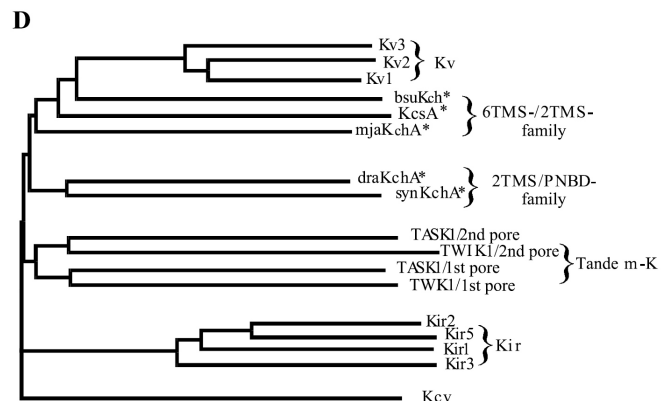 D
Kv3
Kv2
Kv1
Kv
bsuKch*
KcsA*
mjaKchA*
6TMS-/2TMS-
family
draKchA*
synKchA*
2TMS/PNBD-
family
TASK1/2nd pore
TWIK1/2nd pore
TASK1/1st pore
TWK1/1st pore
Tande m-K
Kir2
Kir5
Kir1
Kir3
Kir
Kcv